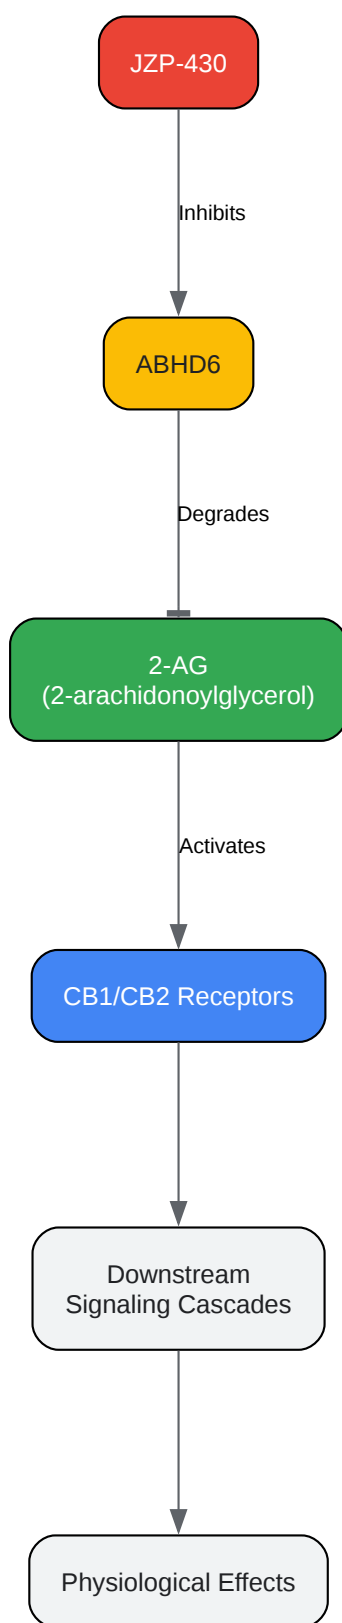 JZP-430
Inhibits
ABHD6
Degrades
2-AG
(2-arachidonoylglycerol)
Activates
CB1/CB2 Receptors
Downstream
Signaling Cascades
Physiological Effects